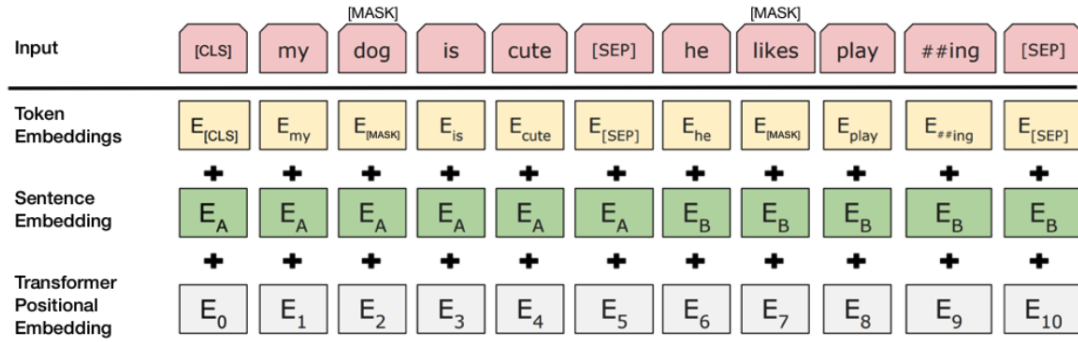 [MASK] [MASK]
Input [CLS] my dog is cute [SEP] he likes play ##ing [SEP]
Token
Embeddings
E[CLS] Emy E[MASK] Eis Ecute E[SEP] Ehe E[MASK] Eplay E##ing E[SEP]
+ + + + + + + + + + +
Sentence
Embedding
EA EA EA EA EA EA EB EB EB EB EB
+ + + + + + + + + + +
Transformer
Positional
Embedding
E0 E1 E2 E3 E4 E5 E6 E7 E8 E9 E10